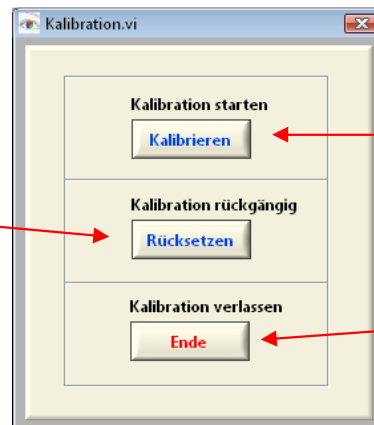 Kalibration.vi
Kalibration starten
Kalibrieren
Kalibration rückgängig
Rücksetzen
Kalibration verlassen
Ende